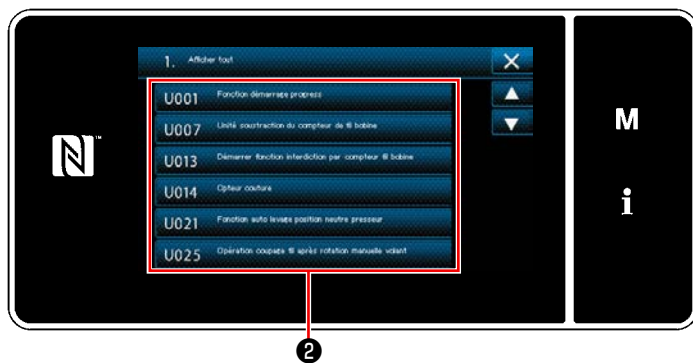 1. Afficher tout
U001 Fonction démarrage progress
M
U007 Unité soustraction du compteur de fil bobine
U013 Démarrer fonction interdiction par compteur fil bobine
U014 Cpteur couture
i
U021 Fonction auto levage position neutre presseur
U025 Opération coupage fil après rotation manuelle volant
2